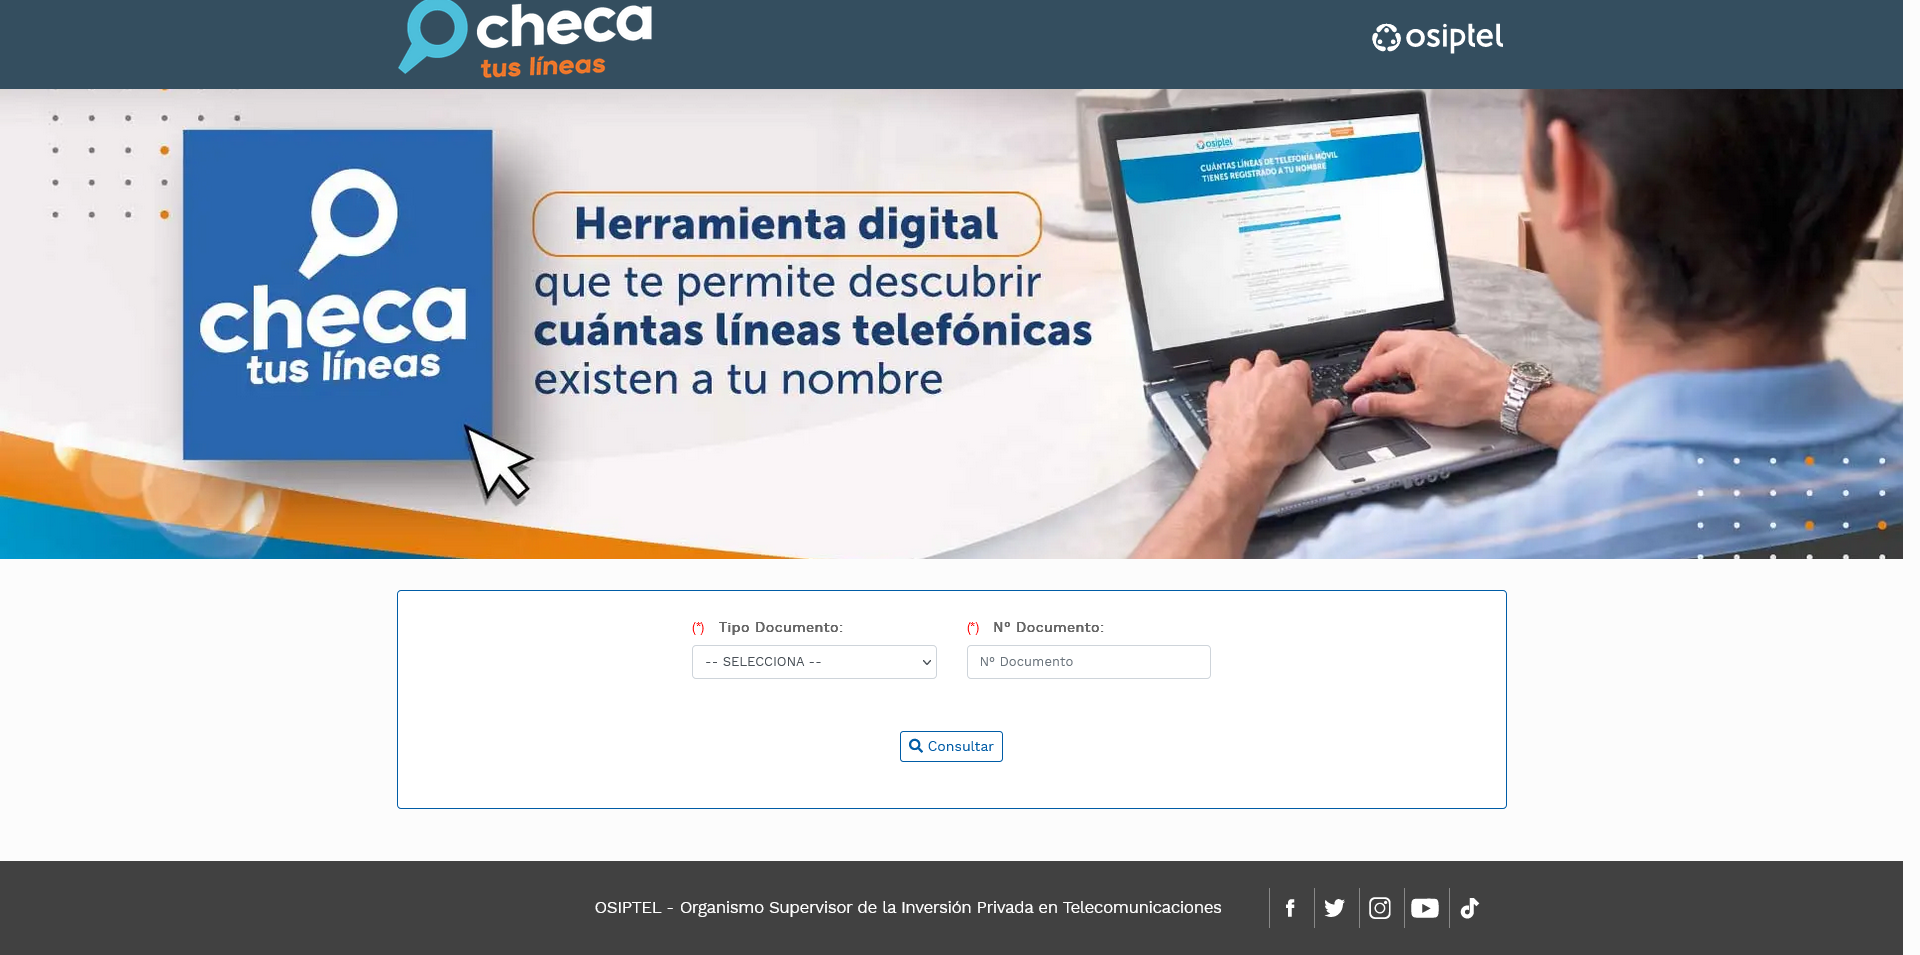 checa
tus líneas
osiptel
checa
tus líneas
Herramienta digital
que te permite descubrir
cuántas líneas telefónicas
existen a tu nombre
osiptel
CUÁNTAS LÍNEAS DE TELEFONÍA MÓVIL
TIENES REGISTRADO A TU NOMBRE
(*) Tipo Documento:
(*) N° Documento:
-- SELECCIONA --
N° Documento
Consultar
OSIPTEL - Organismo Supervisor de la Inversión Privada en Telecomunicaciones